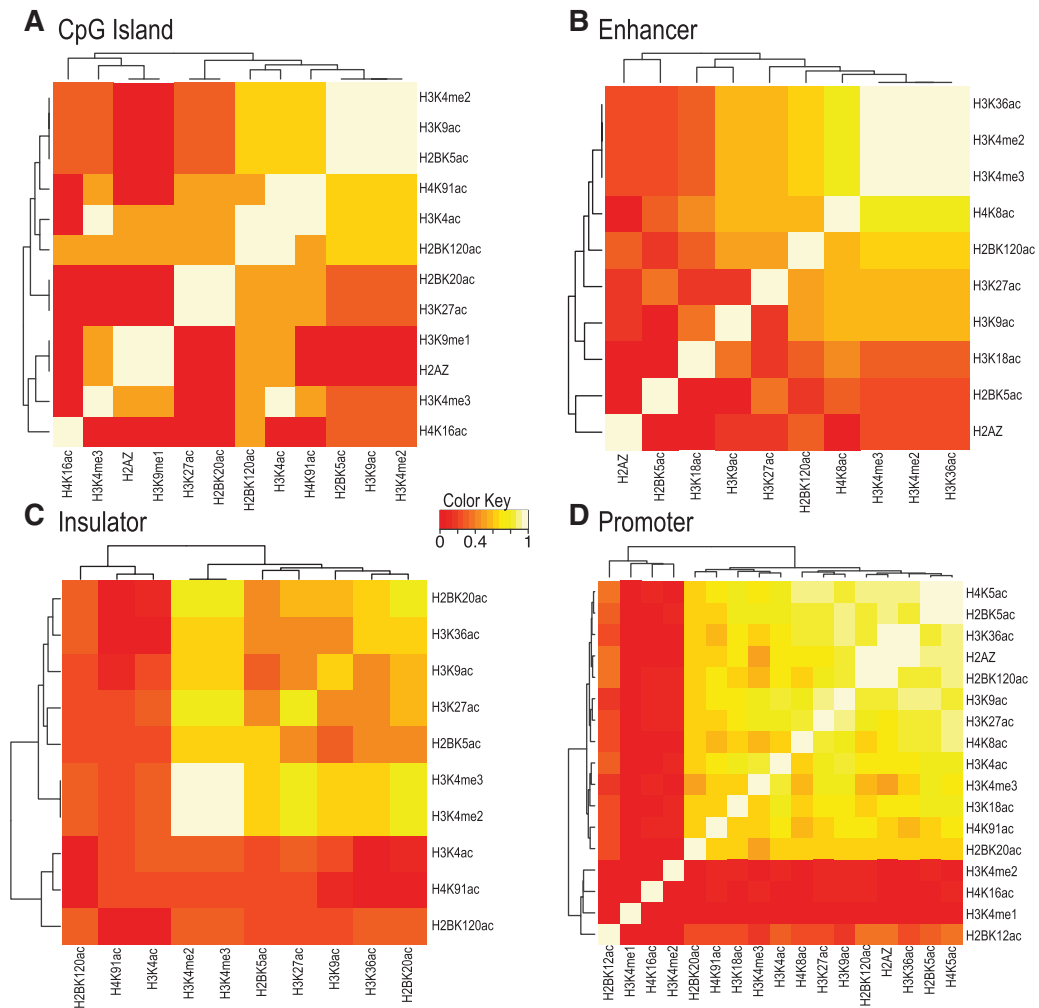 A CpG Island
H3K4me2
H3K9ac
H2BK5ac
H4K91ac
H3K4ac
H2BK120ac
H2BK20ac
H3K27ac
H3K9me1
H2AZ
H3K4me3
H4K16ac
H4K16ac
H3K4me3
H2AZ
H3K9me1
H3K27ac
H2BK20ac
H2BK120ac
H3K4ac
H4K91ac
H2BK5ac
H3K9ac
H3K4me2
B Enhancer
H3K36ac
H3K4me2
H3K4me3
H4K8ac
H2BK120ac
H3K27ac
H3K9ac
H3K18ac
H2BK5ac
H2AZ
H2AZ
H2BK5ac
H3K18ac
H3K9ac
H3K27ac
H2BK120ac
H4K8ac
H3K4me3
H3K4me2
H3K36ac
C Insulator
Color Key
0 0.4 1
H2BK20ac
H3K36ac
H3K9ac
H3K27ac
H2BK5ac
H3K4me3
H3K4me2
H3K4ac
H4K91ac
H2BK120ac
H2BK120ac
H4K91ac
H3K4ac
H3K4me2
H3K4me3
H2BK5ac
H3K27ac
H3K9ac
H3K36ac
H2BK20ac
D Promoter
H4K5ac
H2BK5ac
H3K36ac
H2AZ
H2BK120ac
H3K9ac
H3K27ac
H4K8ac
H3K4ac
H3K4me3
H3K18ac
H4K91ac
H2BK20ac
H3K4me2
H4K16ac
H3K4me1
H2BK12ac
H2BK12ac
H3K4me1
H4K16ac
H3K4me2
H2BK20ac
H4K91ac
H3K18ac
H3K4me3
H3K4ac
H4K8ac
H3K27ac
H3K9ac
H2BK120ac
H2AZ
H3K36ac
H2BK5ac
H4K5ac